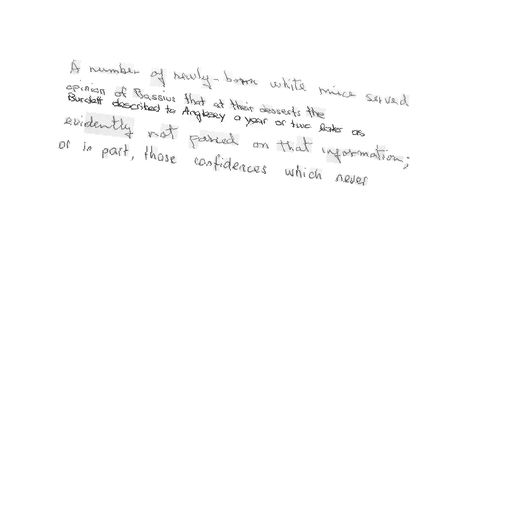 A number of newly-born white mice served
opinion of Bassius that at their desserts the
Burdett described to Anglesey a year or two later as
evidently not passed on that information;
or in part, those confidences which never